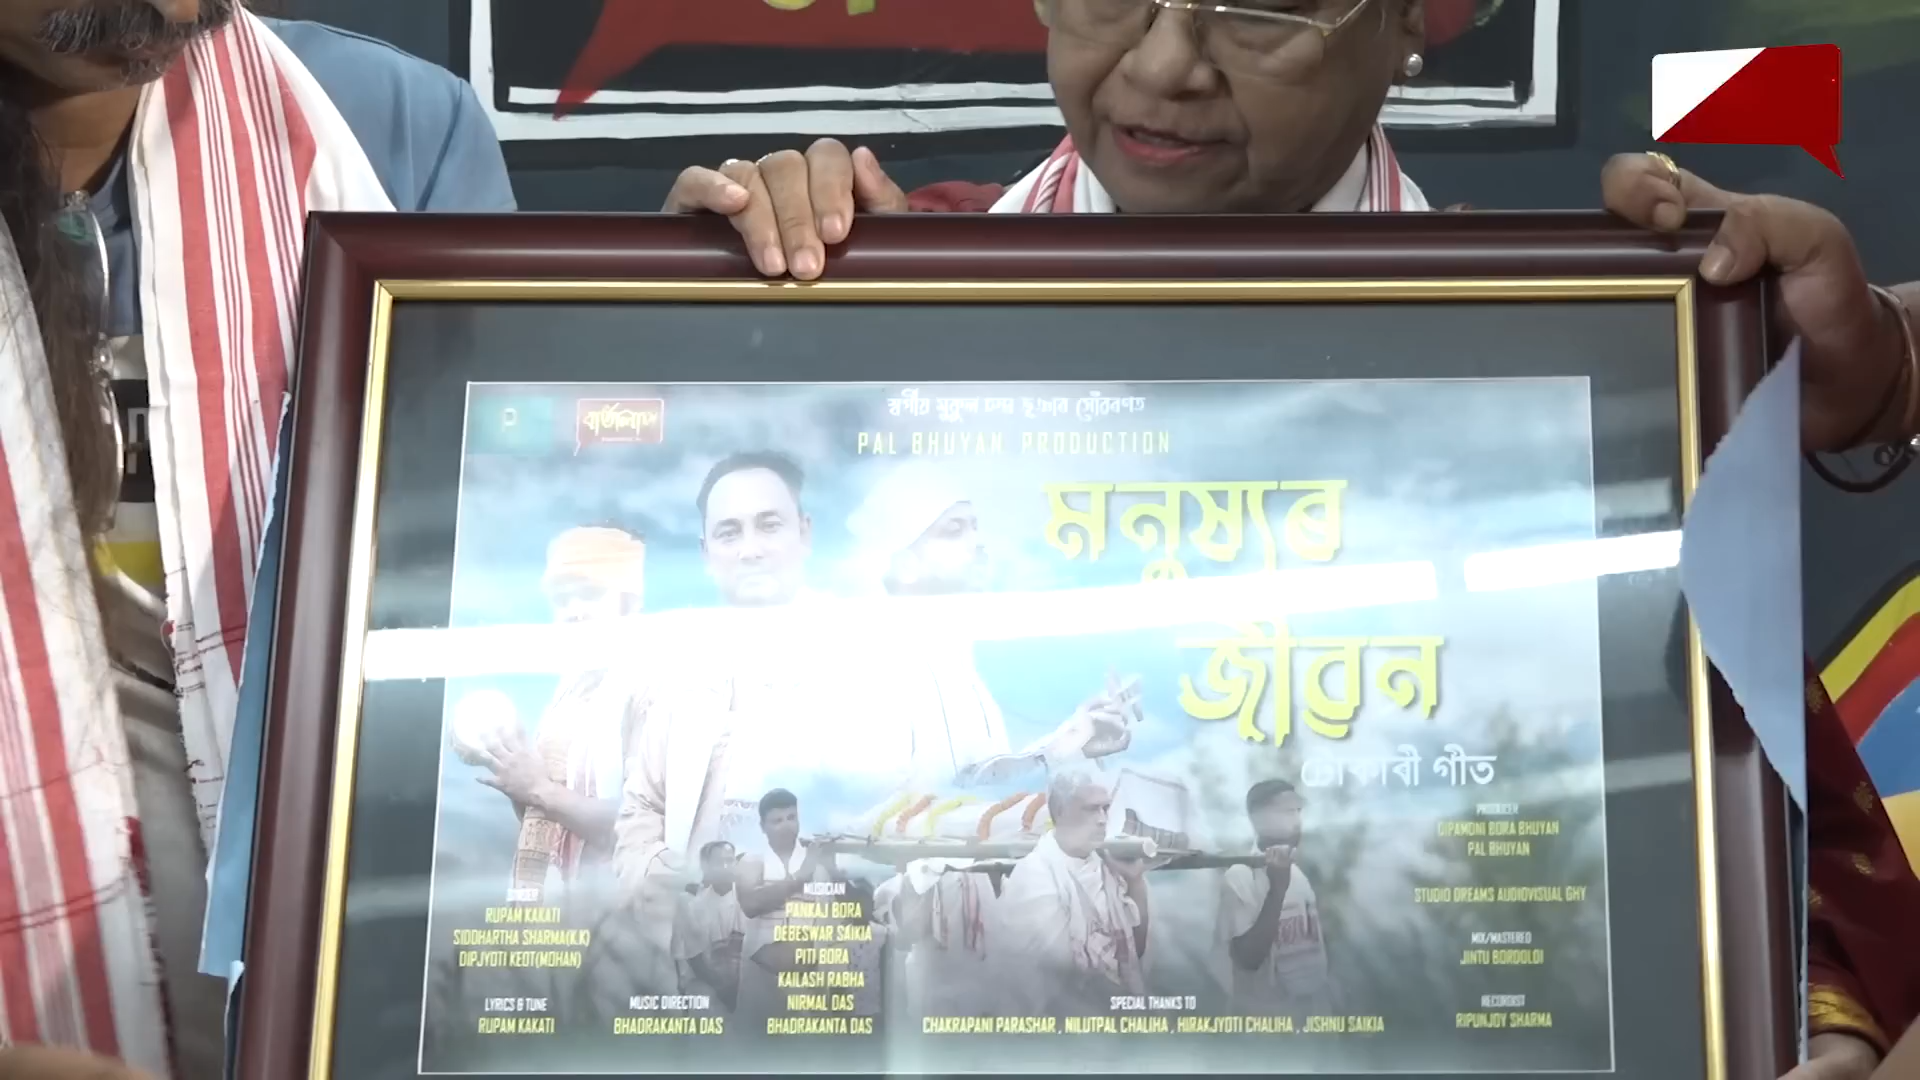 P
বাৰ্তালাপ
স্বৰ্গীয় মুকুল চন্দ্ৰ ভূঞাৰ সোঁৱৰণত
PAL BHUYAN PRODUCTION
মনুষ্যৰ
জীৱন
টোকাৰী গীত
PRODUCER
DIPAMONI BORA BHUYAN
PAL BHUYAN
STUDIO DREAMS AUDIOVISUAL GHY
MIX/MASTERED
JINTU BORDOLOI
RECORDIST
RIPUNJOY SHARMA
SINGER
RUPAM KAKATI
SIDDHARTHA SHARMA(K.K)
DIPJYOTI KEOT(MOHAN)
LYRICS & TUNE
RUPAM KAKATI
MUSIC DIRECTION
BHADRAKANTA DAS
MUSICIAN
PANKAJ BORA
DEBESWAR SAIKIA
PITI BORA
KAILASH RABHA
NIRMAL DAS
BHADRAKANTA DAS
SPECIAL THANKS TO
CHAKRAPANI PARASHAR , NILUTPAL CHALIHA , HIRAKJYOTI CHALIHA , JISHNU SAIKIA